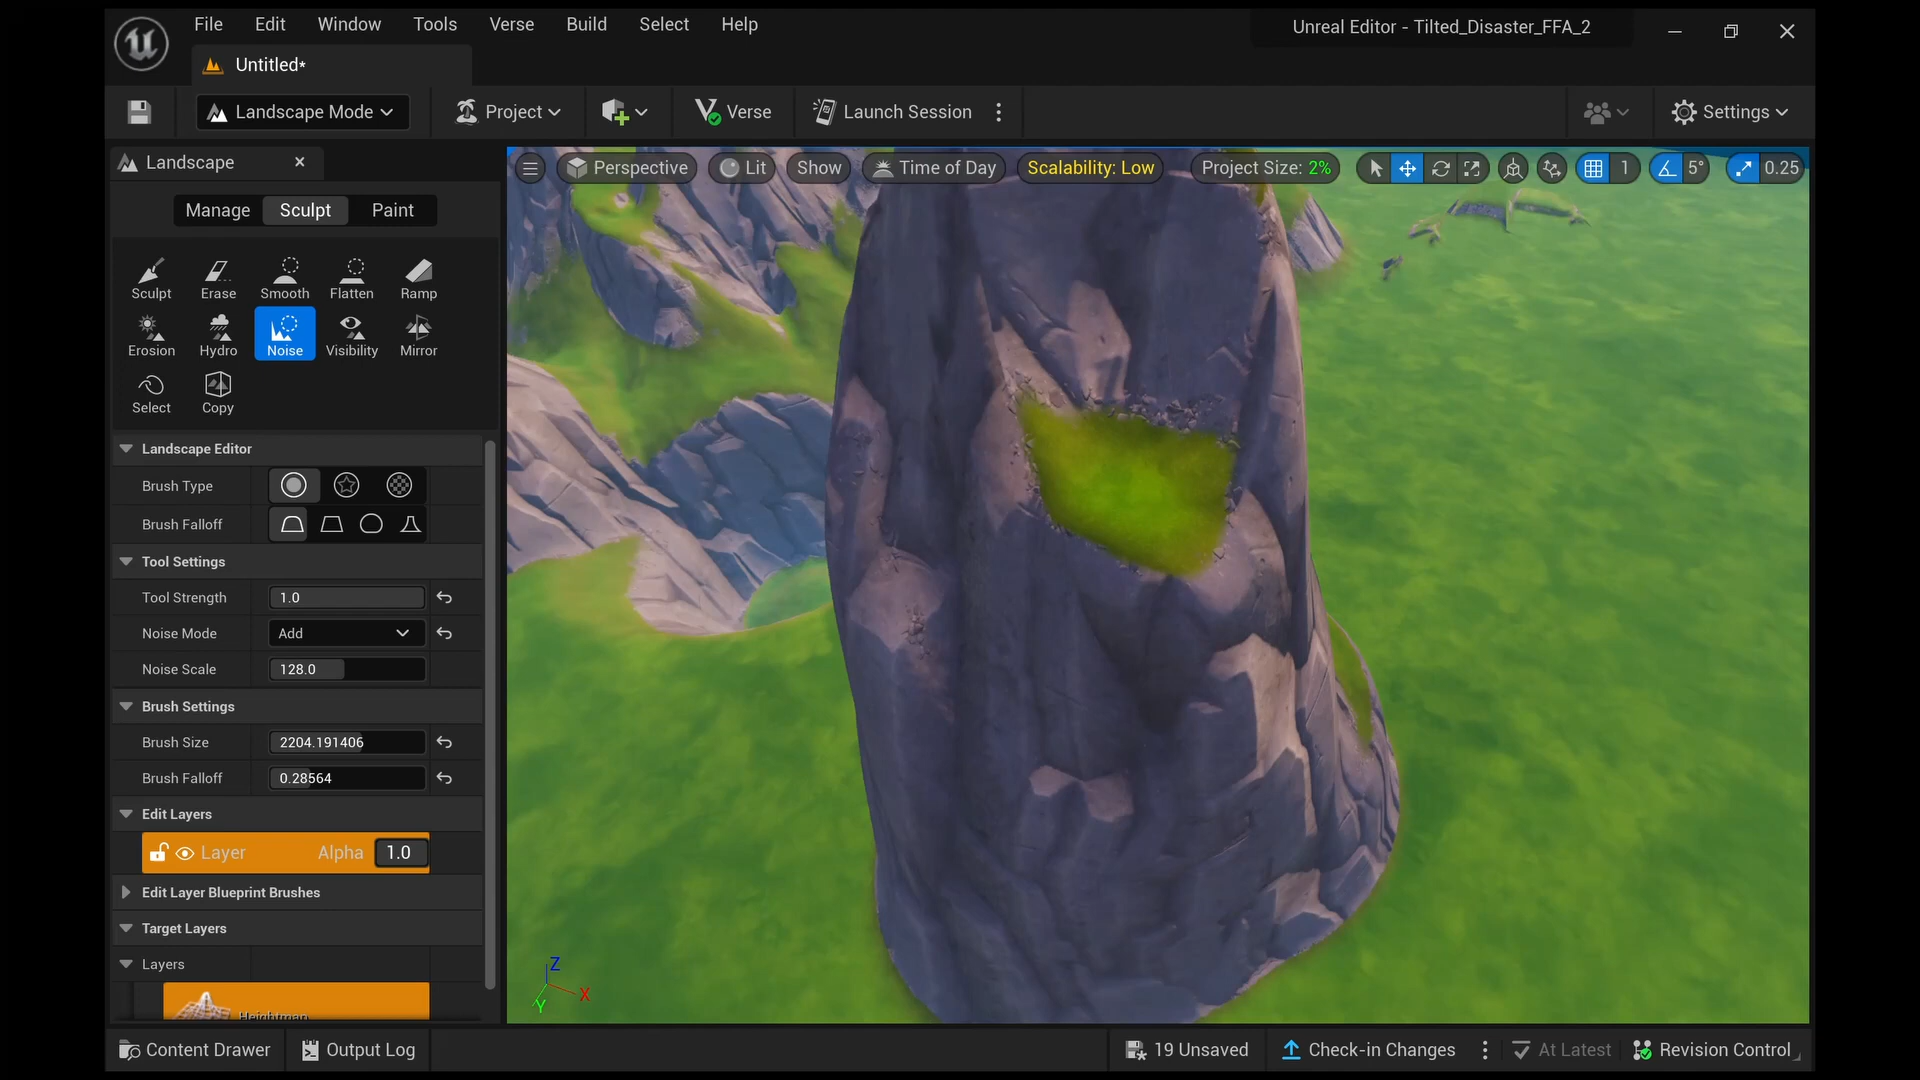 File Edit Window Tools Verse Build Select Help
Unreal Editor - Tilted_Disaster_FFA_2
Untitled*
Landscape Mode
Project
Verse
Launch Session
Settings
Landscape
Perspective
Lit
Show
Time of Day
Scalability: Low
Project Size: 2%
1
5°
0.25
Manage Sculpt Paint
Sculpt Erase Smooth Flatten Ramp
Erosion Hydro Noise Visibility Mirror
Select Copy
Landscape Editor
Brush Type
Brush Falloff
Tool Settings
Tool Strength 1.0
Noise Mode Add
Noise Scale 128.0
Brush Settings
Brush Size 2204.191406
Brush Falloff 0.28564
Edit Layers
Layer Alpha 1.0
Edit Layer Blueprint Brushes
Target Layers
Layers
Heightmap
Z
X
Y
Content Drawer
Output Log
19 Unsaved
Check-in Changes
At Latest
Revision Control